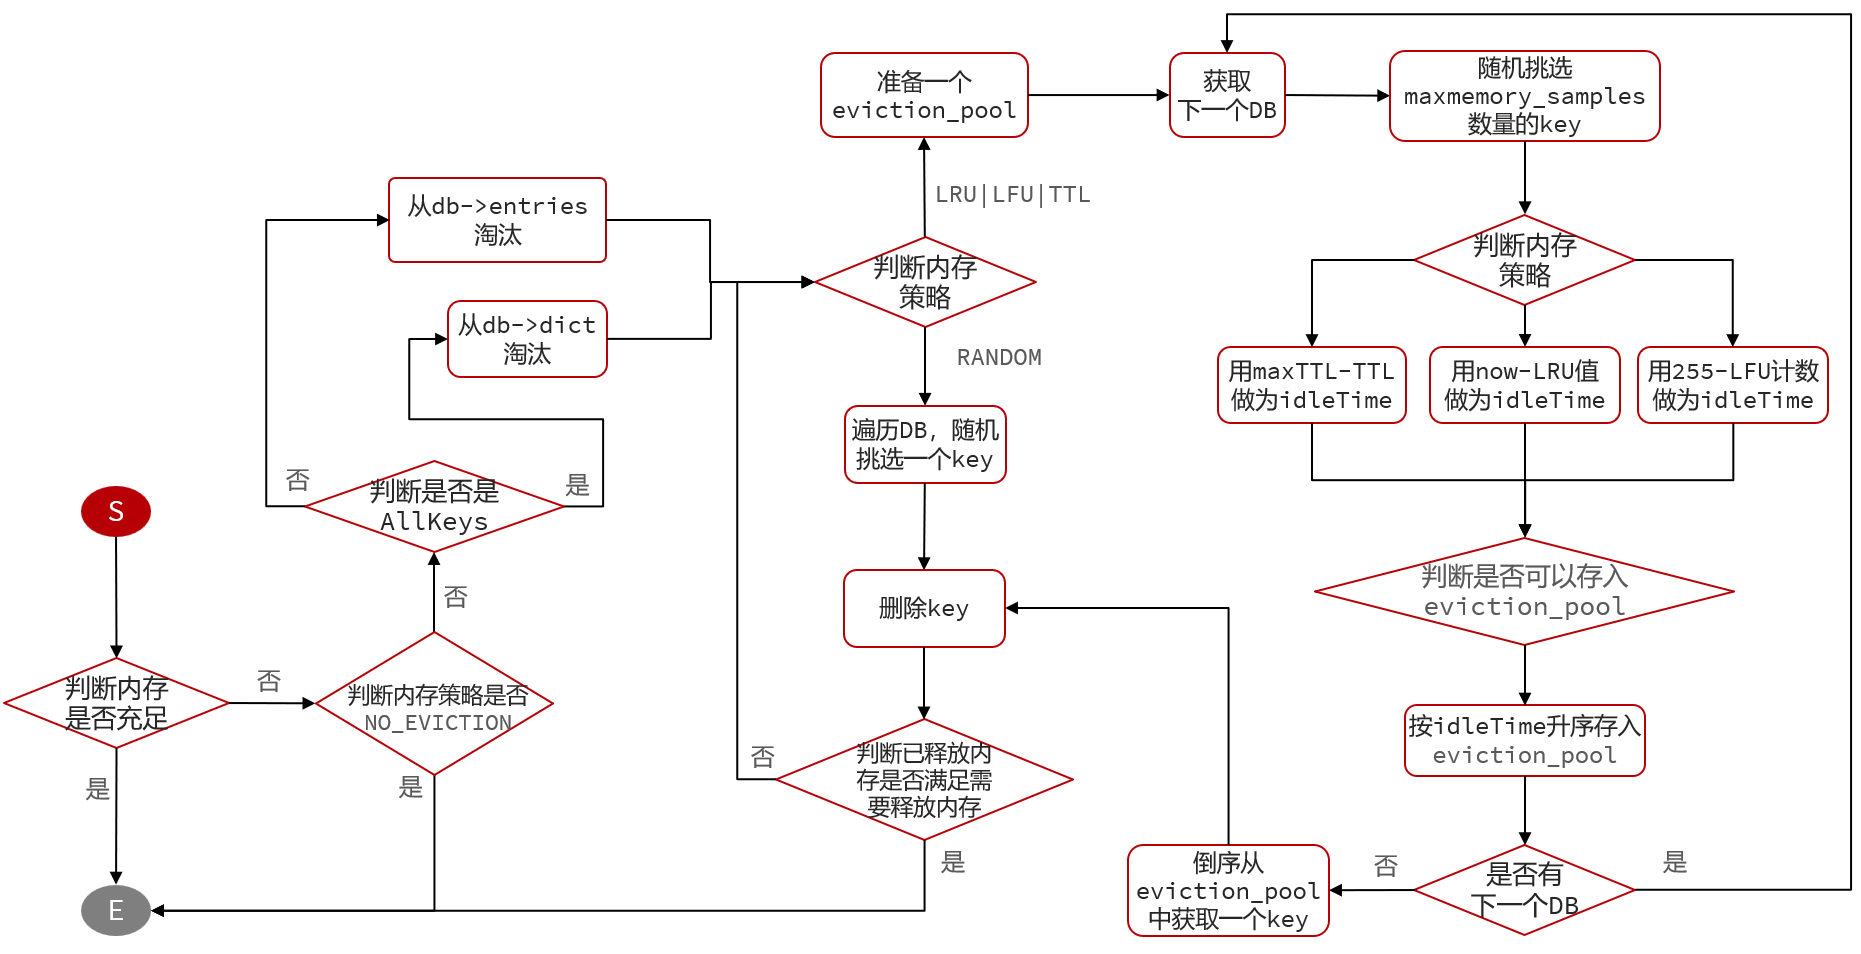 S
判断内存
是否充足
是
E
否
判断内存策略是否
NO_EVICTION
是
否
判断是否是
AllKeys
否
是
从db->entries
淘汰
从db->dict
淘汰
判断内存
策略
LRU|LFU|TTL
RANDOM
准备一个
eviction_pool
获取
下一个DB
随机挑选
maxmemory_samples
数量的key
判断内存
策略
用maxTTL-TTL
做为idleTime
用now-LRU值
做为idleTime
用255-LFU计数
做为idleTime
判断是否可以存入
eviction_pool
按idleTime升序存入
eviction_pool
是否有
下一个DB
是
否
倒序从
eviction_pool
中获取一个key
遍历DB, 随机
挑选一个key
删除key
判断已释放内
存是否满足需
要释放内存
否
是